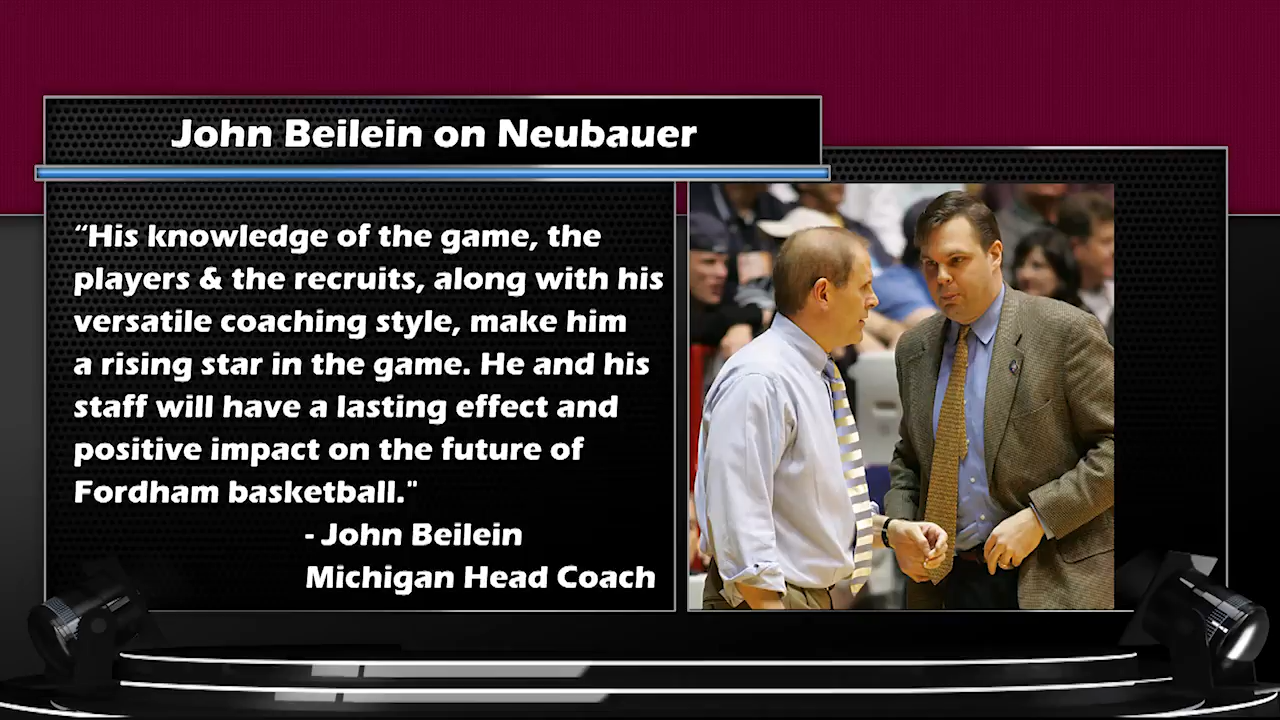 John Beilein on Neubauer
“His knowledge of the game, the
players & the recruits, along with his
versatile coaching style, make him
a rising star in the game. He and his
staff will have a lasting effect and
positive impact on the future of
Fordham basketball."
- John Beilein
Michigan Head Coach